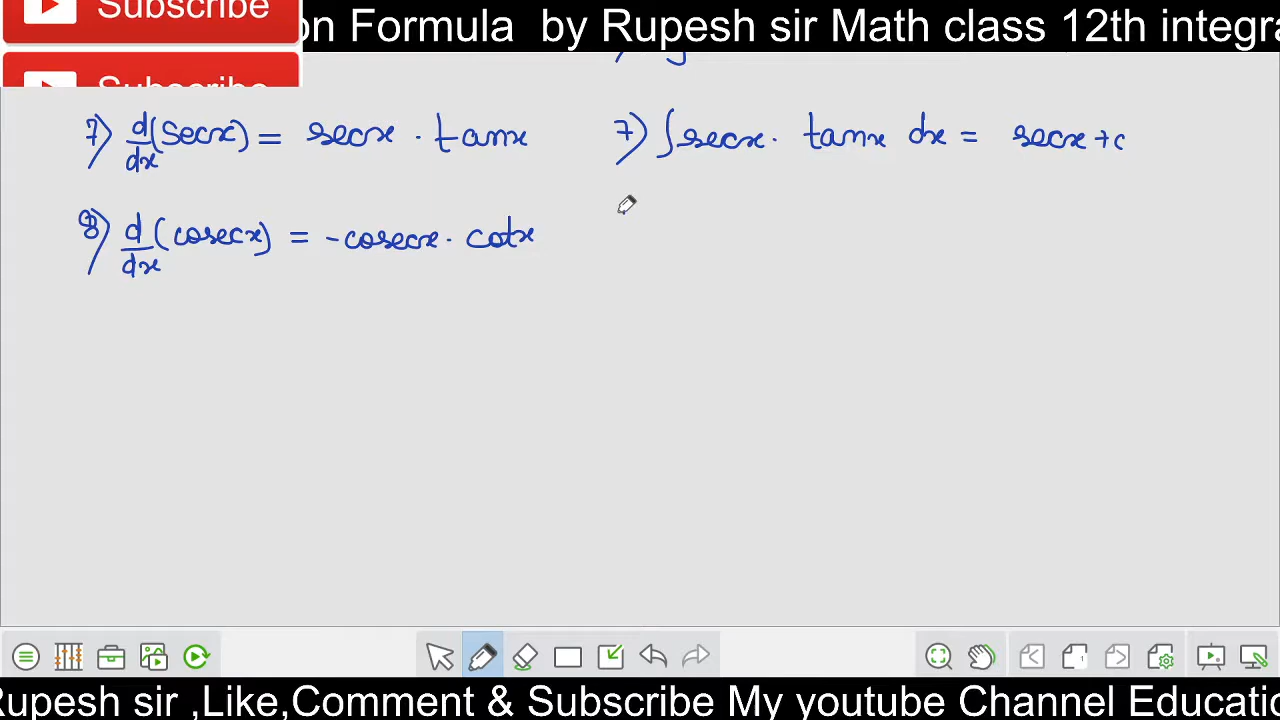 Subscribe
on Formula by Rupesh sir Math class 12th integra
Subscribe
7) d/dx (secx) = secx . tanx
7) ∫secx . tanx dx = secx + c
8) d/dx (cosecx) = -cosecx . cotx
Rupesh sir ,Like,Comment & Subscribe My youtube Channel Educatio